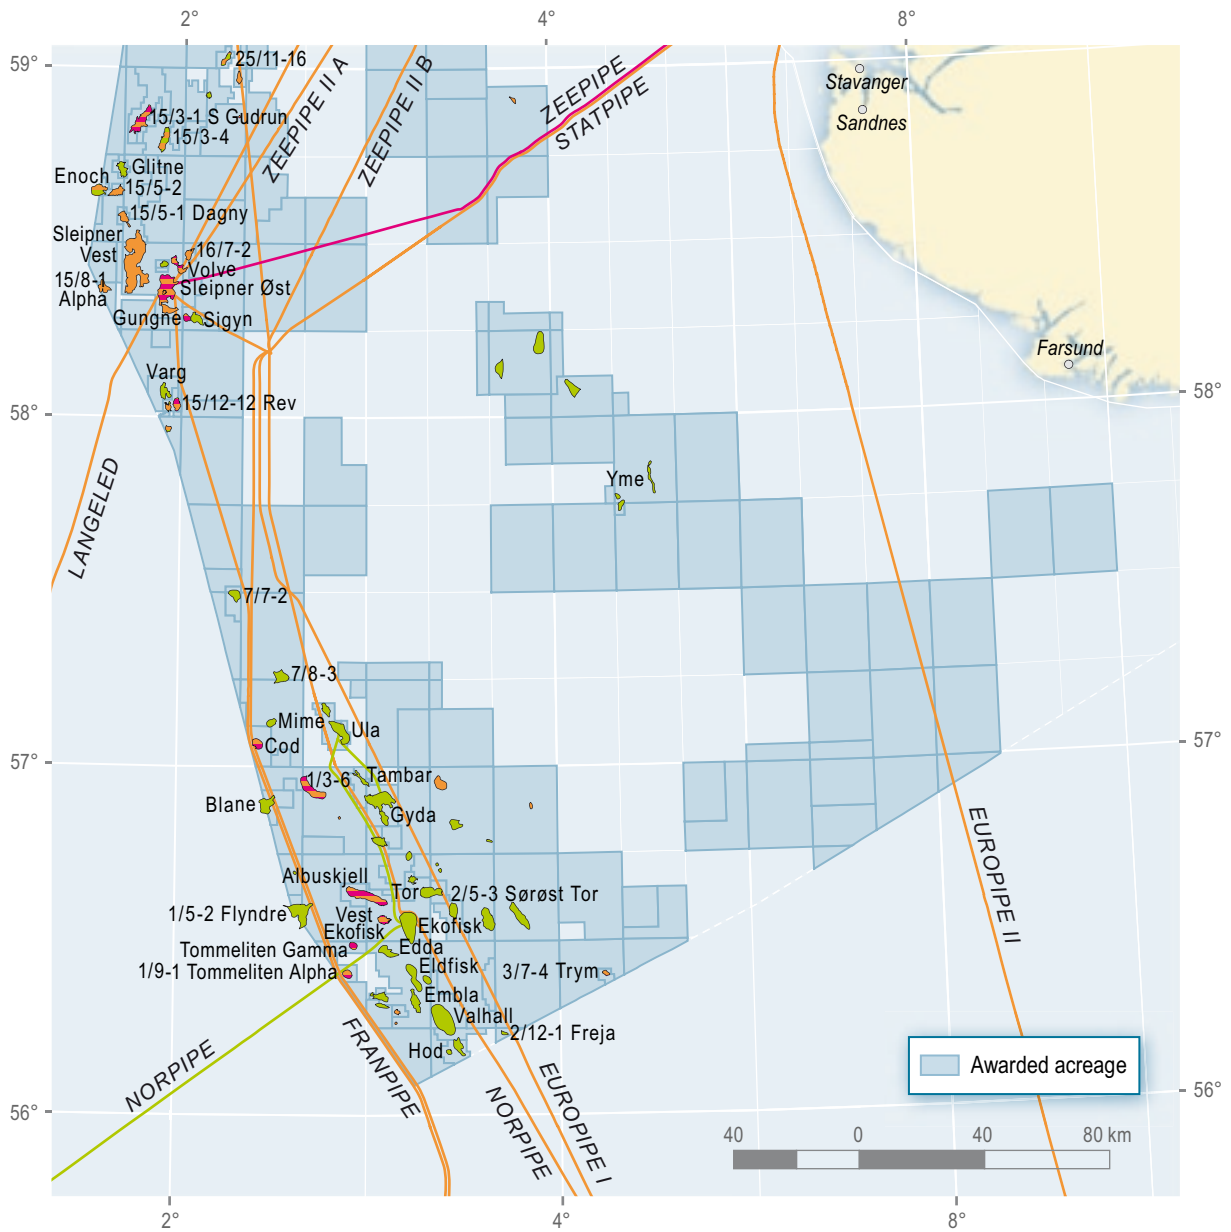 2°
4°
8°
59°
25/11-16
ZEEPIPE II A
ZEEPIPE II B
ZEEPIPE
STATPIPE
Stavanger
Sandnes
15/3-1 S Gudrun
15/3-4
Glitne
Enoch
15/5-2
15/5-1 Dagny
Sleipner
Vest
16/7-2
Volve
15/8-1
Alpha
Sleipner Øst
Gungne
Sigyn
Farsund
Varg
15/12-12 Rev
58°
58°
Yme
LANGELED
7/7-2
7/8-3
Mime
Ula
Cod
57°
57°
1/3-6
Tambar
Blane
Gyda
EUROPIPE II
Albuskjell
Tor
2/5-3 Sørøst Tor
1/5-2 Flyndre
Vest
Ekofisk
Ekofisk
Tommeliten Gamma
Edda
1/9-1 Tommeliten Alpha
Eldfisk
3/7-4 Trym
Embla
Valhall
2/12-1 Freja
Hod
NORPIPE
FRANPIPE
NORPIPE
EUROPIPE I
Awarded acreage
56°
56°
40
0
40
80 km
2°
4°
8°